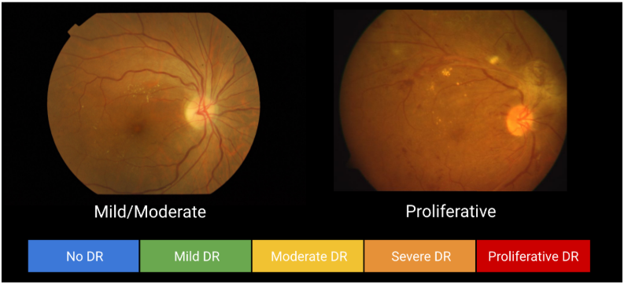 Mild/Moderate
Proliferative
No DR
Mild DR
Moderate DR
Severe DR
Proliferative DR